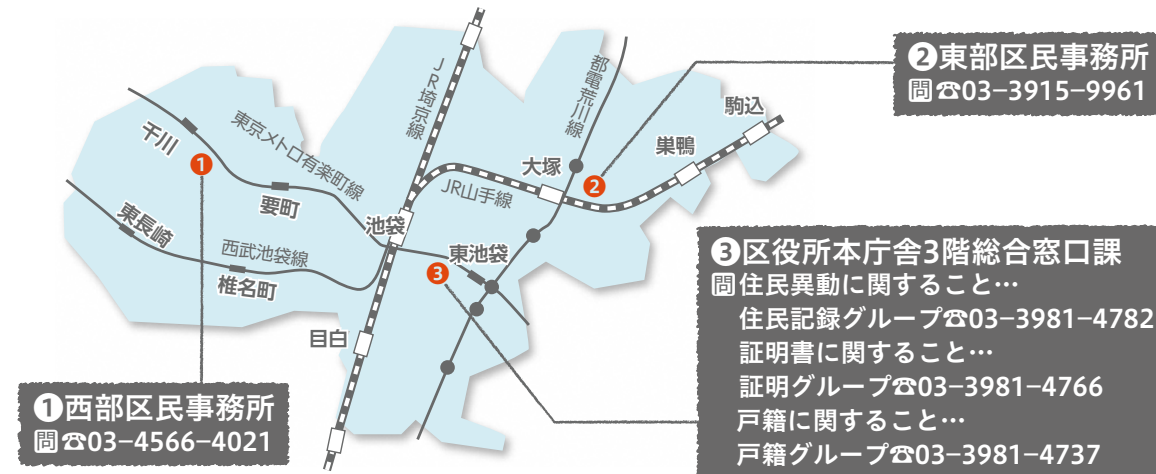 ❷東部区民事務所
問☎03−3915−9961
JR埼京線
都電荒川線
駒込
巣鴨
大塚
❷
千川
❶
東京メトロ有楽町線
要町
JR山手線
池袋
東池袋
❸
東長崎
西武池袋線
椎名町
目白
❸区役所本庁舎3階総合窓口課
問住民異動に関すること…
住民記録グループ☎03−3981−4782
証明書に関すること…
証明グループ☎03−3981−4766
戸籍に関すること…
戸籍グループ☎03−3981−4737
❶西部区民事務所
問☎03−4566−4021